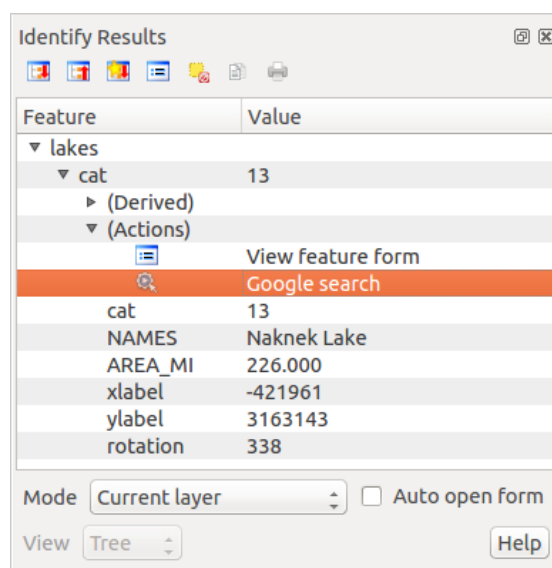 Identify Results
Feature Value
lakes
cat 13
(Derived)
(Actions)
View feature form
Google search
cat 13
NAMES Naknek Lake
AREA_MI 226.000
xlabel -421961
ylabel 3163143
rotation 338
Mode Current layer Auto open form
View Tree Help